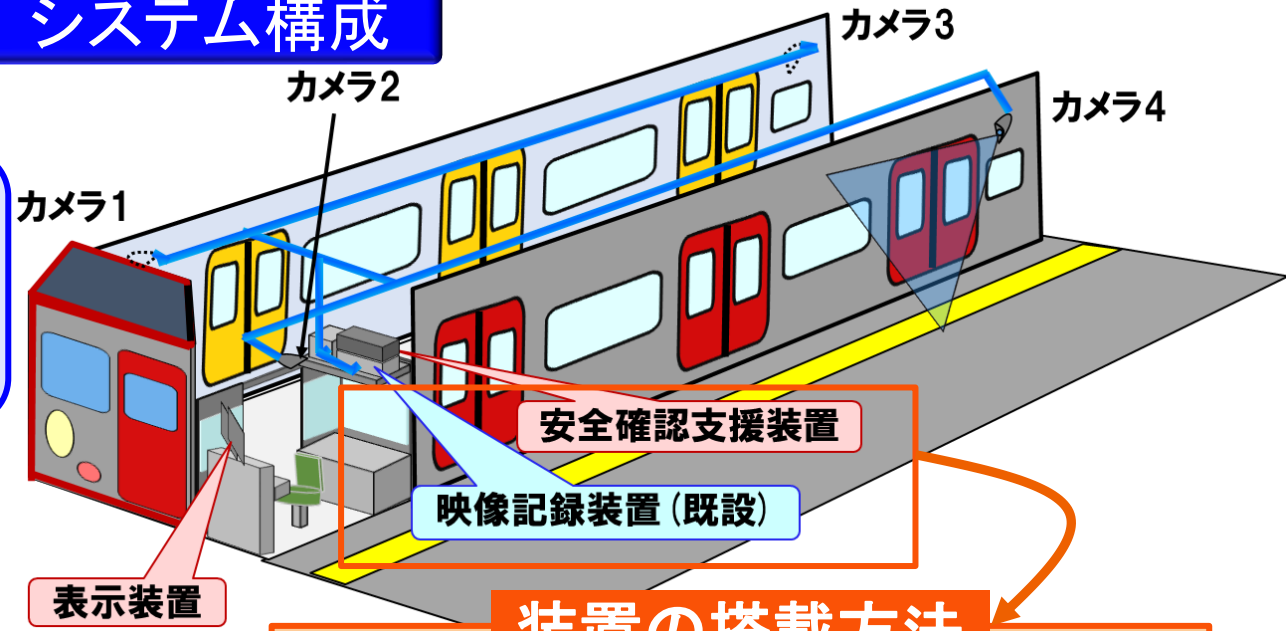 システム構成
カメラ3
カメラ2
カメラ4
カメラ1
安全確認支援装置
映像記録装置(既設)
表示装置
装置の搭載方法